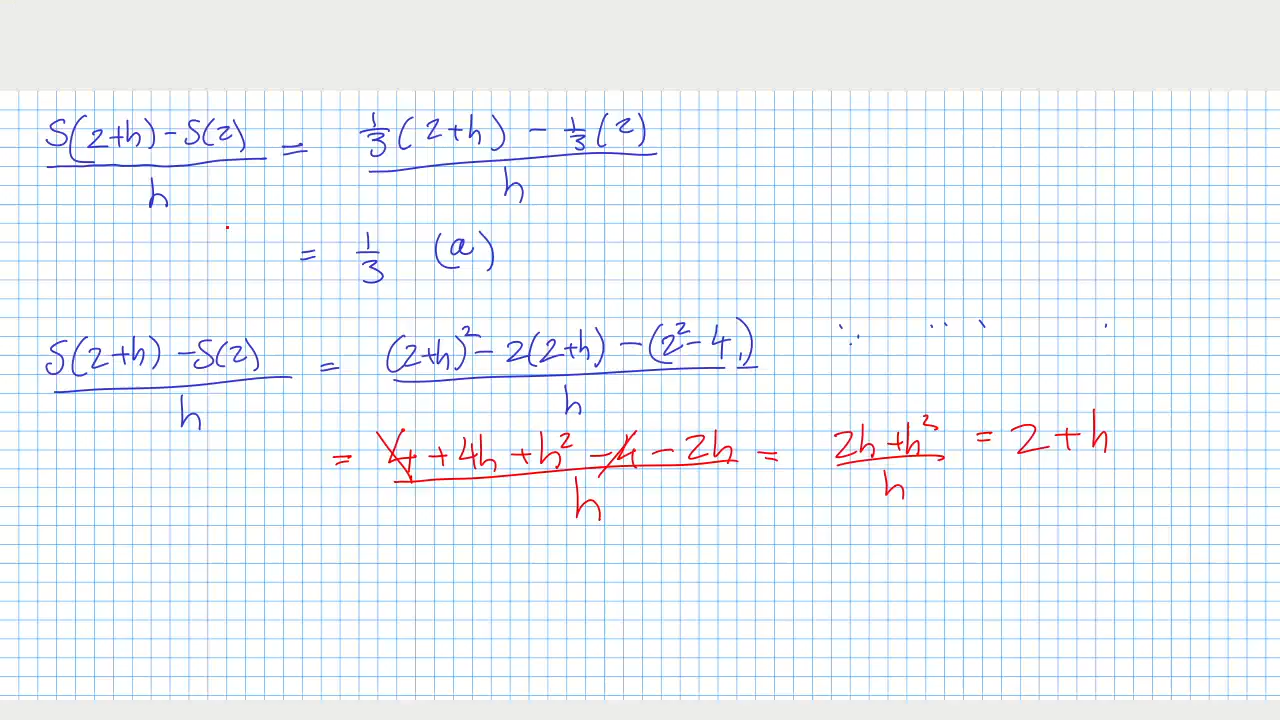 S(2+h) - S(2) / h = 1/3 (2+h) - 1/3 (2) / h
= 1/3 (a)
S(2+h) - S(2) / h = (2+h)² - 2(2+h) - (2² - 4) / h
= 4 + 4h + h² - 4 - 2h / h = 2h + h² / h = 2 + h